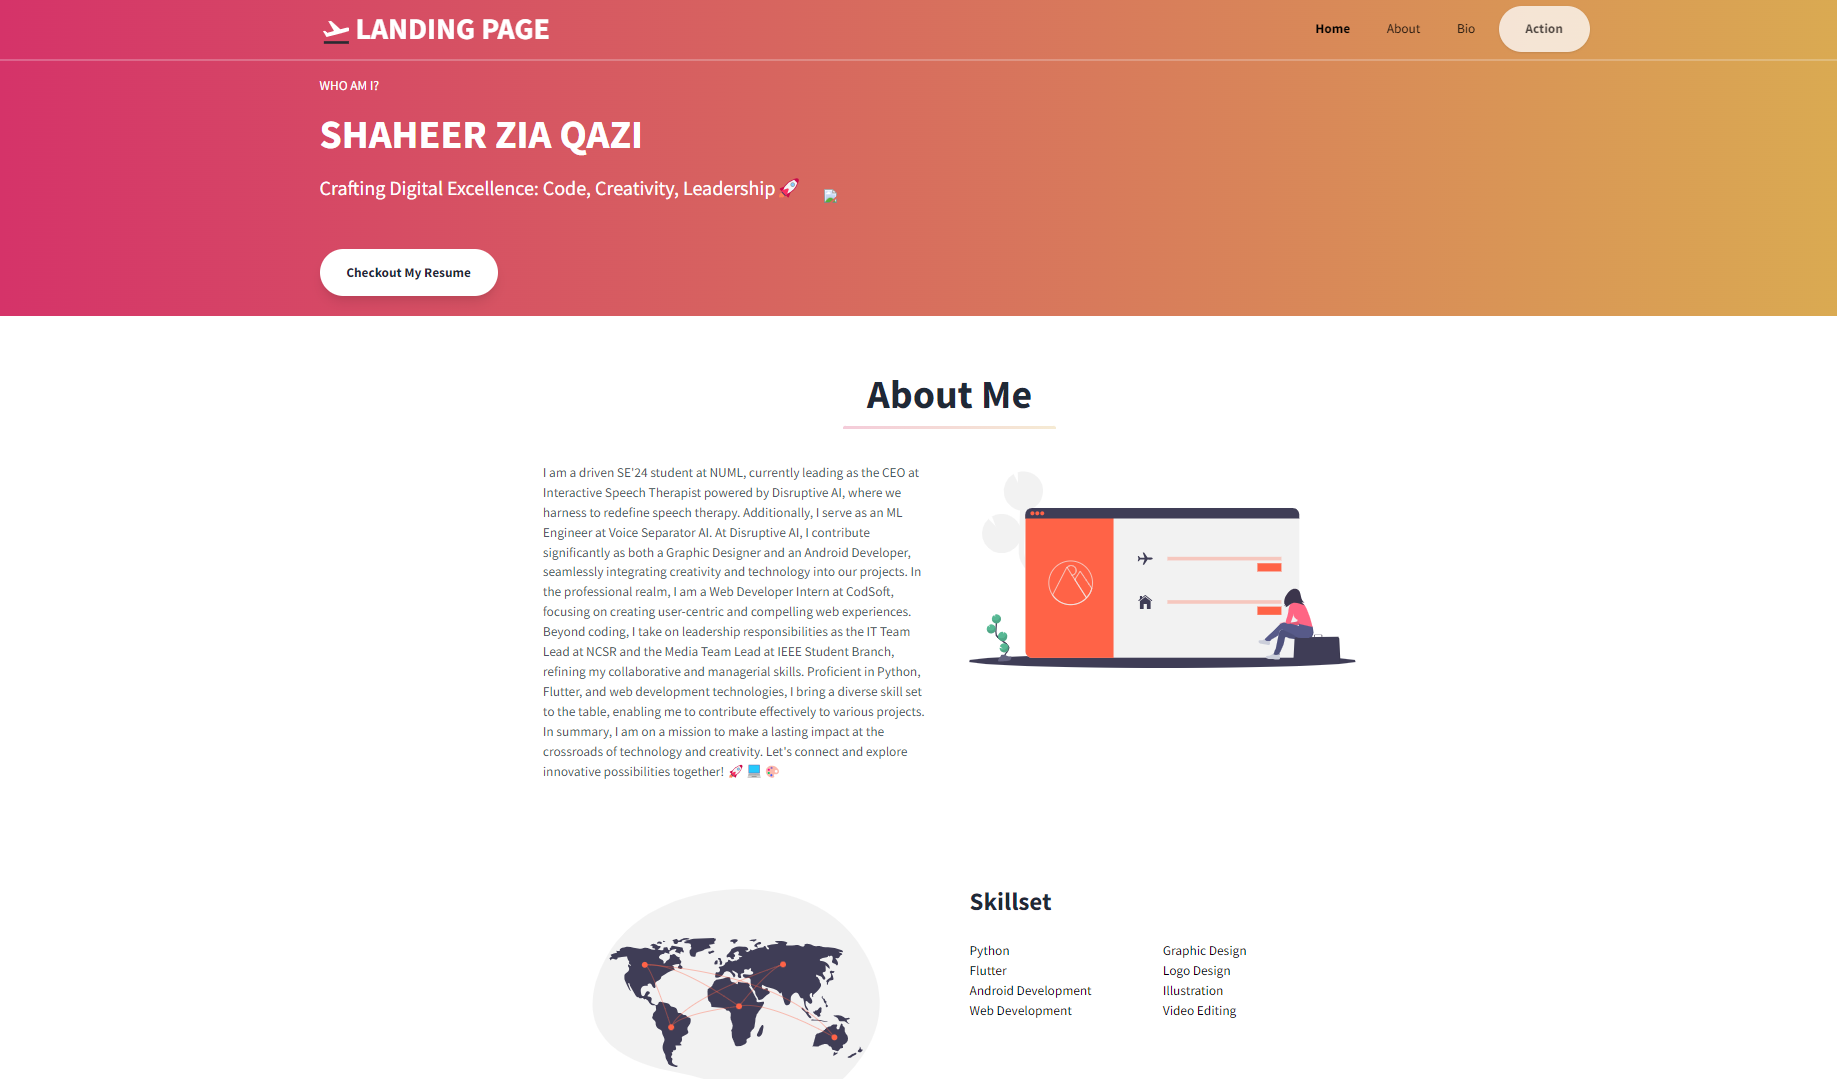 LANDING PAGE
Home About Bio Action
WHO AM I?
SHAHEER ZIA QAZI
Crafting Digital Excellence: Code, Creativity, Leadership 🚀
Checkout My Resume
About Me
I am a driven SE'24 student at NUML, currently leading as the CEO at
Interactive Speech Therapist powered by Disruptive AI, where we
harness to redefine speech therapy. Additionally, I serve as an ML
Engineer at Voice Separator AI. At Disruptive AI, I contribute
significantly as both a Graphic Designer and an Android Developer,
seamlessly integrating creativity and technology into our projects. In
the professional realm, I am a Web Developer Intern at CodSoft,
focusing on creating user-centric and compelling web experiences.
Beyond coding, I take on leadership responsibilities as the IT Team
Lead at NCSR and the Media Team Lead at IEEE Student Branch,
refining my collaborative and managerial skills. Proficient in Python,
Flutter, and web development technologies, I bring a diverse skill set
to the table, enabling me to contribute effectively to various projects.
In summary, I am on a mission to make a lasting impact at the
crossroads of technology and creativity. Let's connect and explore
innovative possibilities together! 🚀 💻 🎨
Skillset
Python
Flutter
Android Development
Web Development
Graphic Design
Logo Design
Illustration
Video Editing